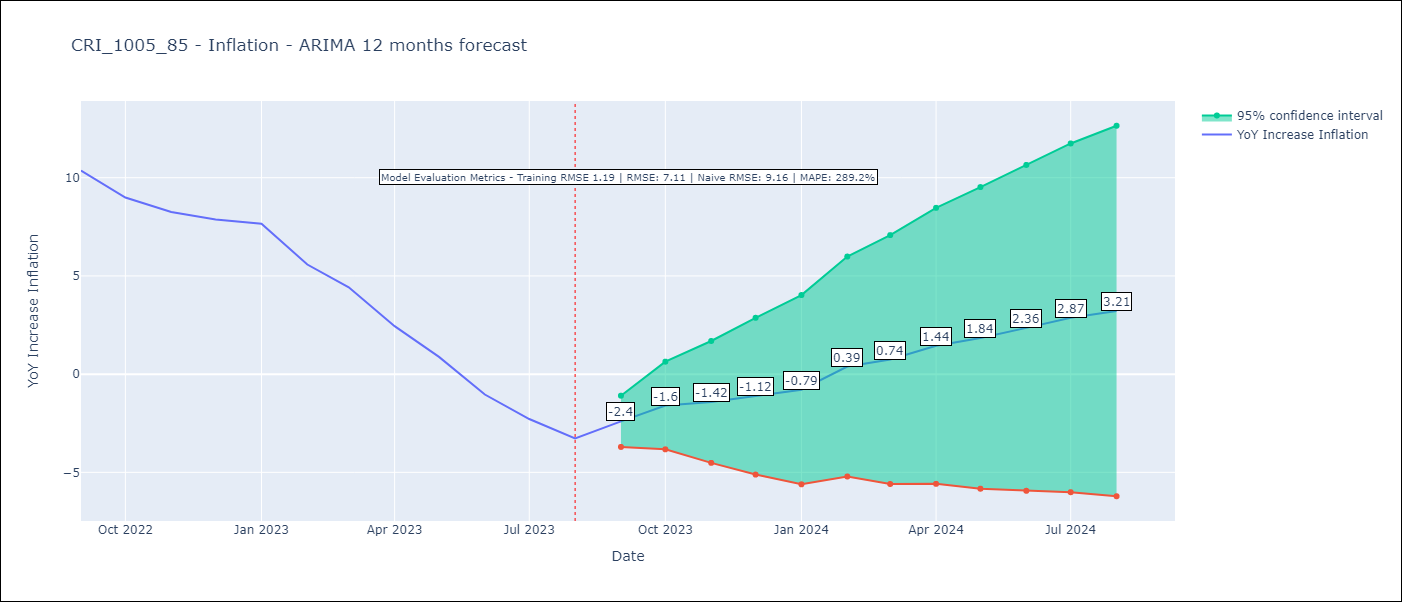 CRI_1005_85 - Inflation - ARIMA 12 months forecast
95% confidence interval
YoY Increase Inflation
Model Evaluation Metrics - Training RMSE 1.19 | RMSE: 7.11 | Naive RMSE: 9.16 | MAPE: 289.2%
YoY Increase Inflation
10
5
0
−5
-2.4
-1.6
-1.42
-1.12
-0.79
0.39
0.74
1.44
1.84
2.36
2.87
3.21
Oct 2022
Jan 2023
Apr 2023
Jul 2023
Oct 2023
Jan 2024
Apr 2024
Jul 2024
Date